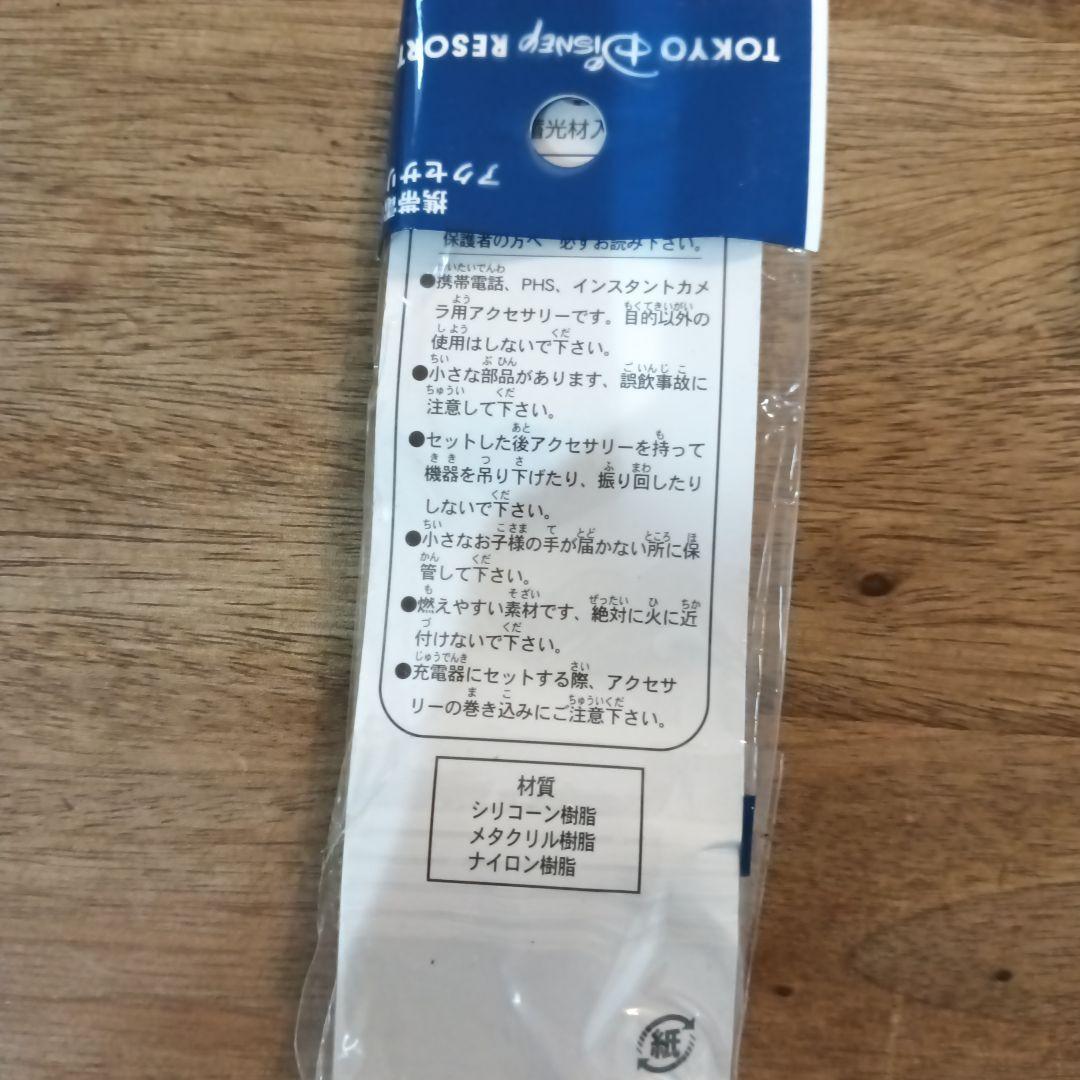 TOKYO DISNEY RESORT
光材入
携帯
アクセサリ
保護者の方へ 必ずお読み下さい。
●携帯電話、PHS、インスタントカメ
ラ用アクセサリーです。目的以外の
使用はしないで下さい。
●小さな部品があります、誤飲事故に
注意して下さい。
●セットした後アクセサリーを持って
機器を吊り下げたり、振り回したり
しないで下さい。
●小さなお子様の手が届かない所に保
管して下さい。
●燃えやすい素材です、絶対に火に近
付けないで下さい。
●充電器にセットする際、アクセサ
リーの巻き込みにご注意下さい。
材質
シリコーン樹脂
メタクリル樹脂
ナイロン樹脂
紙